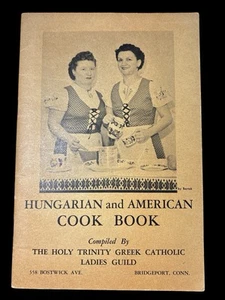 HUNGARIAN and AMERICAN
COOK BOOK
Compiled By
THE HOLY TRINITY GREEK CATHOLIC
LADIES GUILD
BRIDGEPORT, CONN.